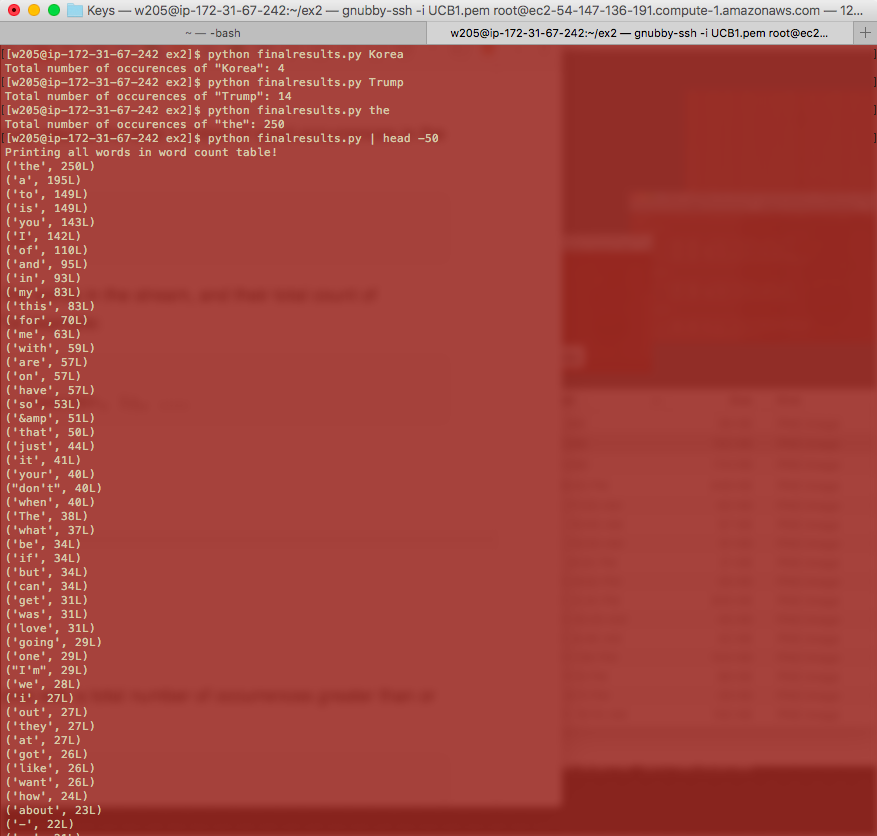 Keys — w205@ip-172-31-67-242:~/ex2 — gnubby-ssh -i UCB1.pem root@ec2-54-147-136-191.compute-1.amazonaws.com — 12...
~ — -bash
w205@ip-172-31-67-242:~/ex2 — gnubby-ssh -i UCB1.pem root@ec2...
[[w205@ip-172-31-67-242 ex2]$ python finalresults.py Korea ]
Total number of occurences of "Korea": 4
[[w205@ip-172-31-67-242 ex2]$ python finalresults.py Trump ]
Total number of occurences of "Trump": 14
[[w205@ip-172-31-67-242 ex2]$ python finalresults.py the ]
Total number of occurences of "the": 250
[[w205@ip-172-31-67-242 ex2]$ python finalresults.py | head -50 ]
Printing all words in word count table!
('the', 250L)
('a', 195L)
('to', 149L)
('is', 149L)
('you', 143L)
('I', 142L)
('of', 110L)
('and', 95L)
('in', 93L)
('my', 83L)
('this', 83L)
('for', 70L)
('me', 63L)
('with', 59L)
('are', 57L)
('on', 57L)
('have', 57L)
('so', 53L)
('&amp', 51L)
('that', 50L)
('just', 44L)
('it', 41L)
('your', 40L)
("don't", 40L)
('when', 40L)
('The', 38L)
('what', 37L)
('be', 34L)
('if', 34L)
('but', 34L)
('can', 34L)
('get', 31L)
('was', 31L)
('love', 31L)
('going', 29L)
('one', 29L)
("I'm", 29L)
('we', 28L)
('i', 27L)
('out', 27L)
('they', 27L)
('at', 27L)
('got', 26L)
('like', 26L)
('want', 26L)
('how', 24L)
('about', 23L)
('-', 22L)